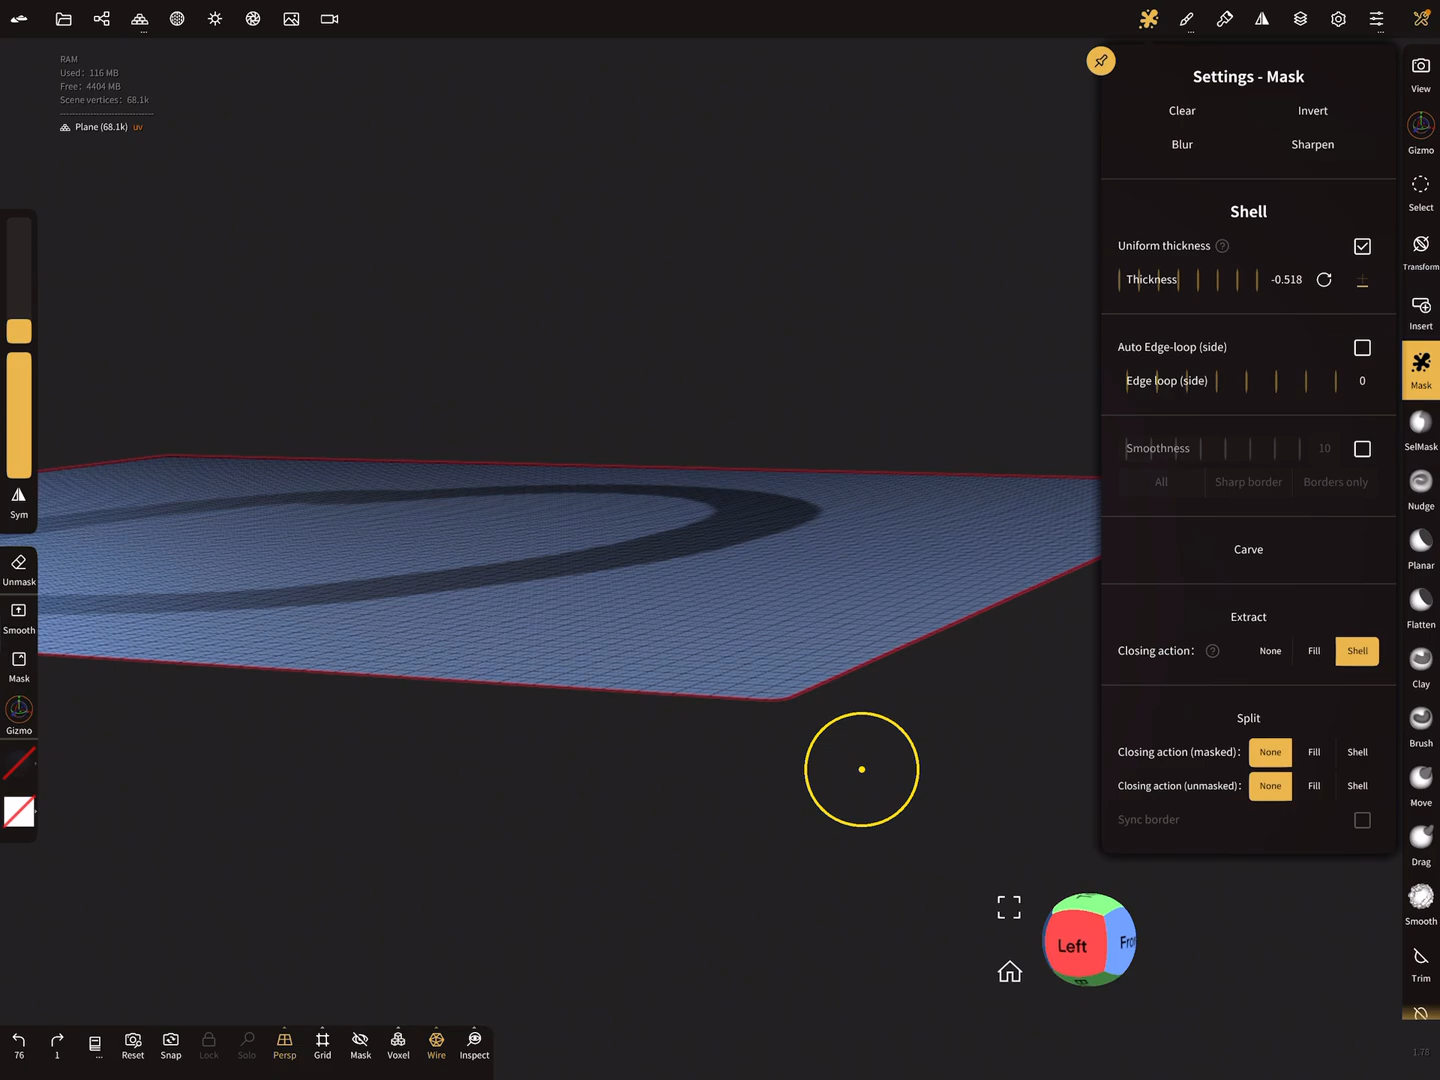 RAM
Used: 116 MB
Free: 4404 MB
Scene vertices: 68.1k
Plane (68.1k) uv
Sym
Unmask
Smooth
Mask
Gizmo
Settings - Mask
Clear Invert
Blur Sharpen
Shell
Uniform thickness ?
Thickness -0.518
Auto Edge-loop (side)
Edge loop (side) 0
Smoothness 10
All Sharp border Borders only
Carve
Extract
Closing action: ? None Fill Shell
Split
Closing action (masked): None Fill Shell
Closing action (unmasked): None Fill Shell
Sync border
View
Gizmo
Select
Transform
Insert
Mask
SelMask
Nudge
Planar
Flatten
Clay
Brush
Move
Drag
Smooth
Trim
Left Fro
76 1 ... Reset Snap Lock Solo Persp Grid Mask Voxel Wire Inspect
1.78